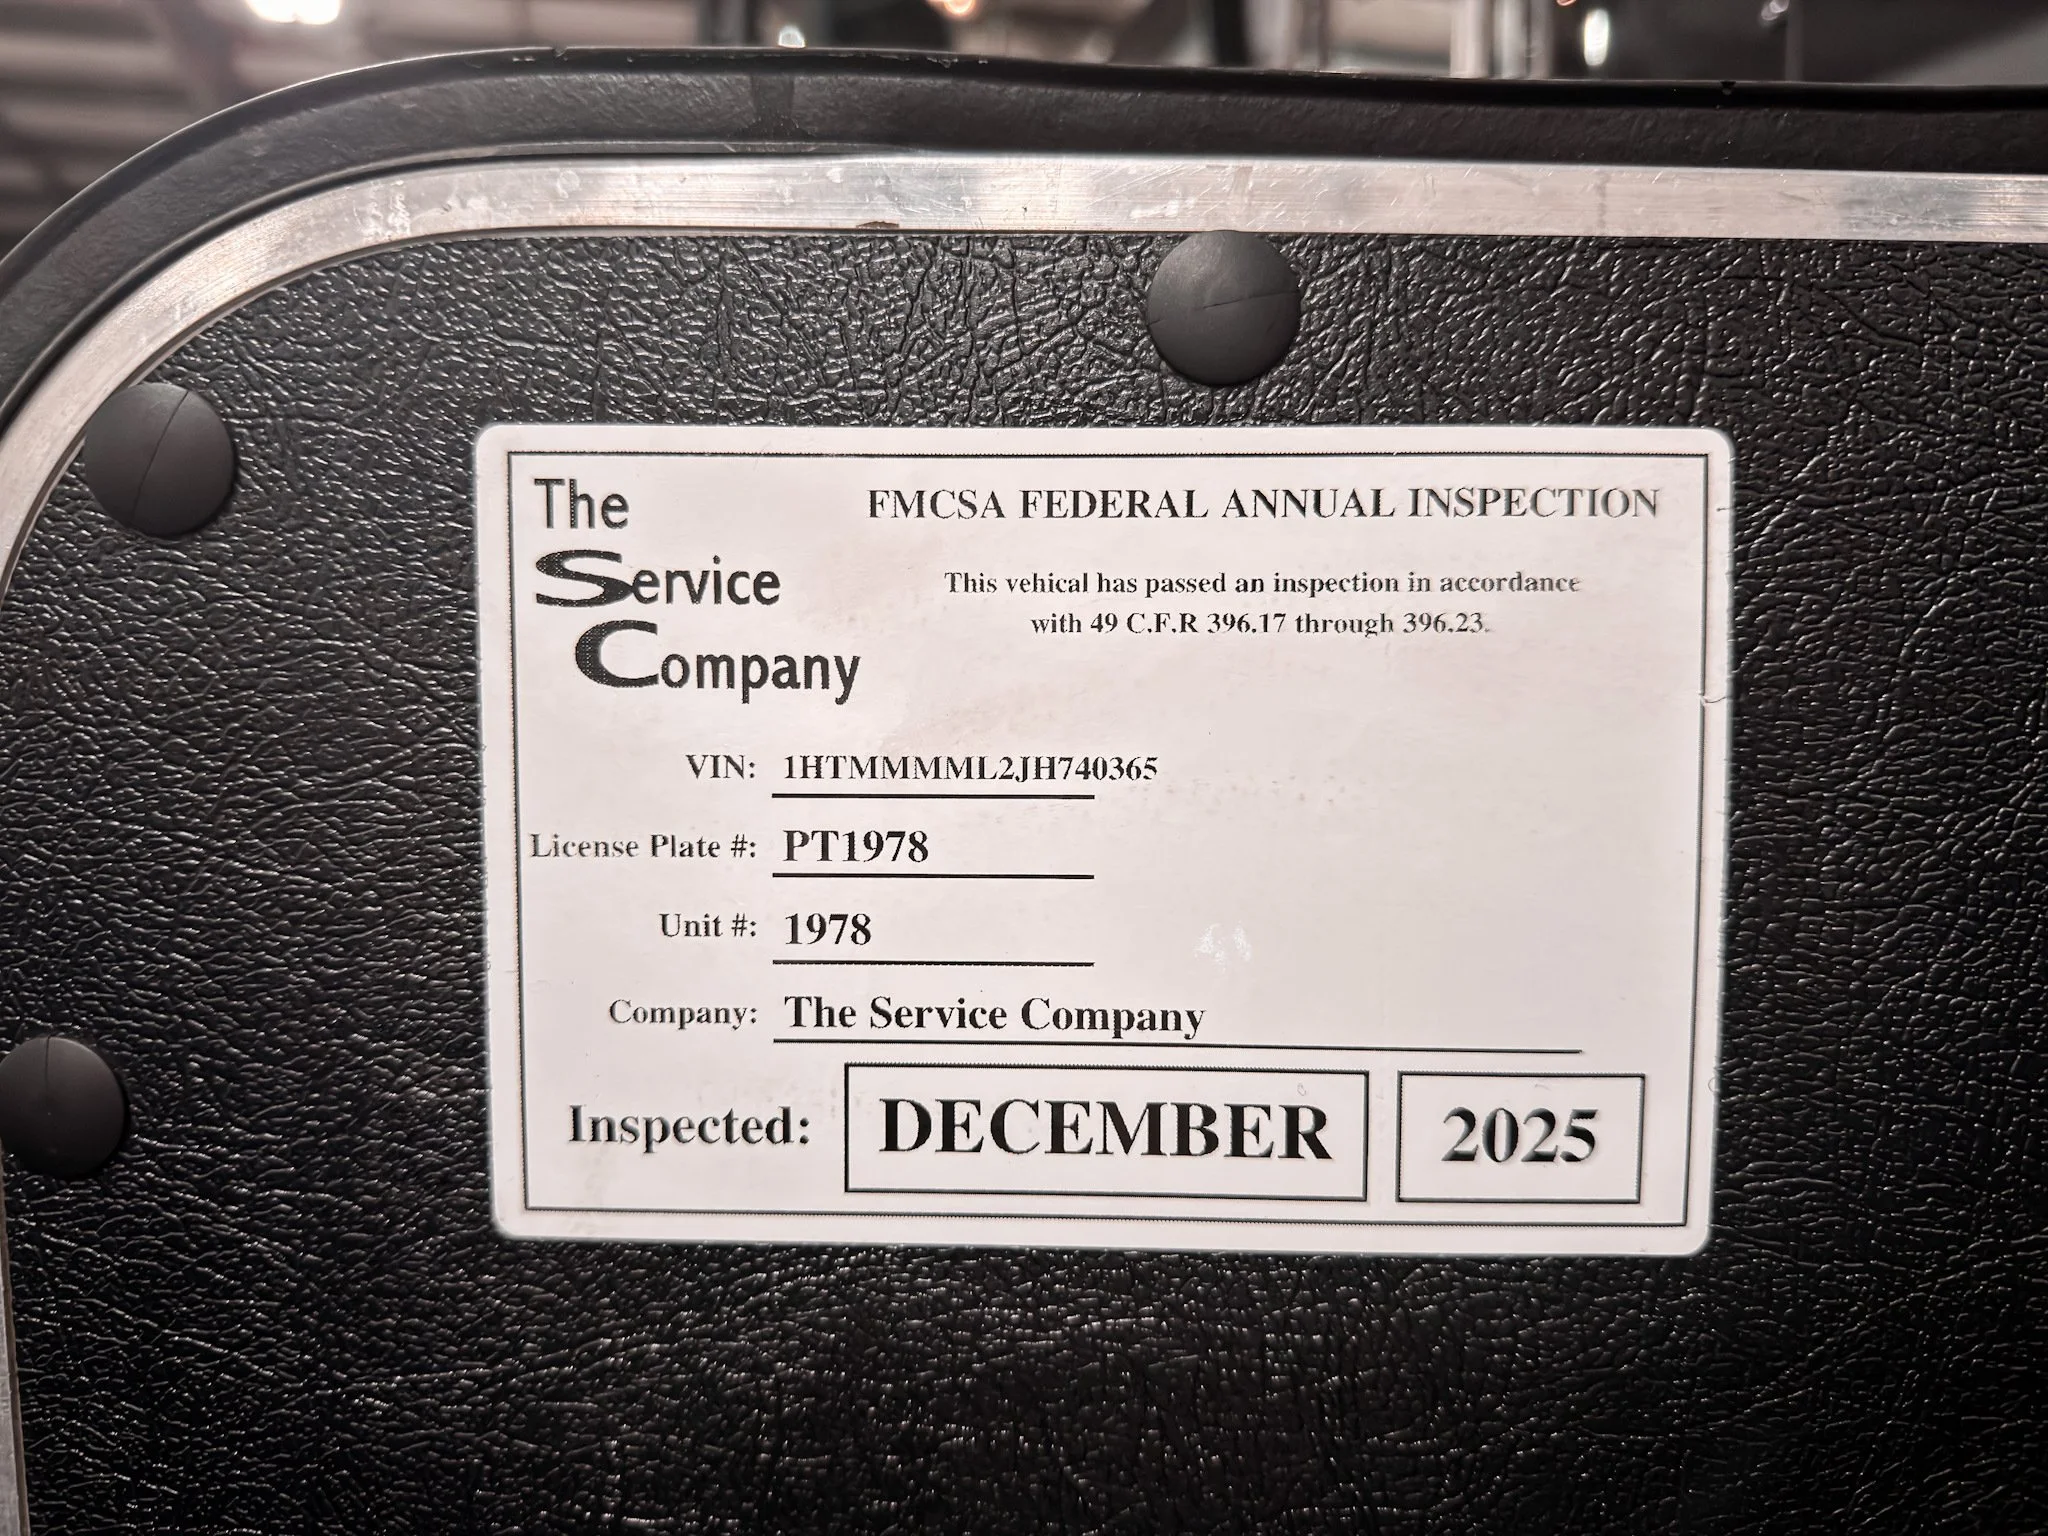 The
Service
Company
FMCSA FEDERAL ANNUAL INSPECTION
This vehical has passed an inspection in accordance
with 49 C.F.R 396.17 through 396.23.
VIN: 1HTMMMML2JH740365
License Plate #: PT1978
Unit #: 1978
Company: The Service Company
Inspected: DECEMBER 2025